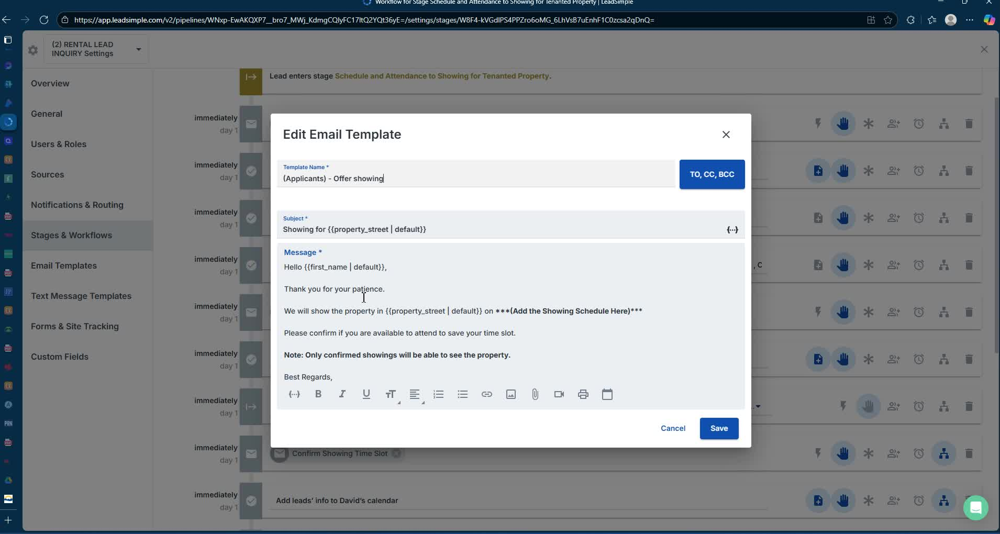 Workflow for Stage Schedule and Attendance to Showing for Tenanted Property | LeadSimple
https://app.leadsimple.com/v2/pipelines/WNxp-EwAKQXP7__bro7_MWj_KdmgCQlyFC17ltQ2YQt36yE=/settings/stages/W8F4-kVGdlPS4PPZro6oMG_6LhVsB7uEnhF1C0zcsa2qDnQ=
(2) RENTAL LEAD
INQUIRY Settings
Overview
General
Users & Roles
Sources
Notifications & Routing
Stages & Workflows
Email Templates
Text Message Templates
Forms & Site Tracking
Custom Fields
PRN
Lead enters stage Schedule and Attendance to Showing for Tenanted Property.
immediately
day 1
immediately
day 1
immediately
day 1
immediately
day 1
, C
immediately
day 1
immediately
day 1
immediately
day 1
immediately
day 1
Confirm Showing Time Slot
immediately
day 1
Add leads' info to David's calendar
Edit Email Template
Template Name *
(Applicants) - Offer showing
TO, CC, BCC
Subject *
Showing for {{property_street | default}}
Message *
Hello {{first_name | default}},
Thank you for your patience.
We will show the property in {{property_street | default}} on ***(Add the Showing Schedule Here)***
Please confirm if you are available to attend to save your time slot.
Note: Only confirmed showings will be able to see the property.
Best Regards,
Cancel
Save